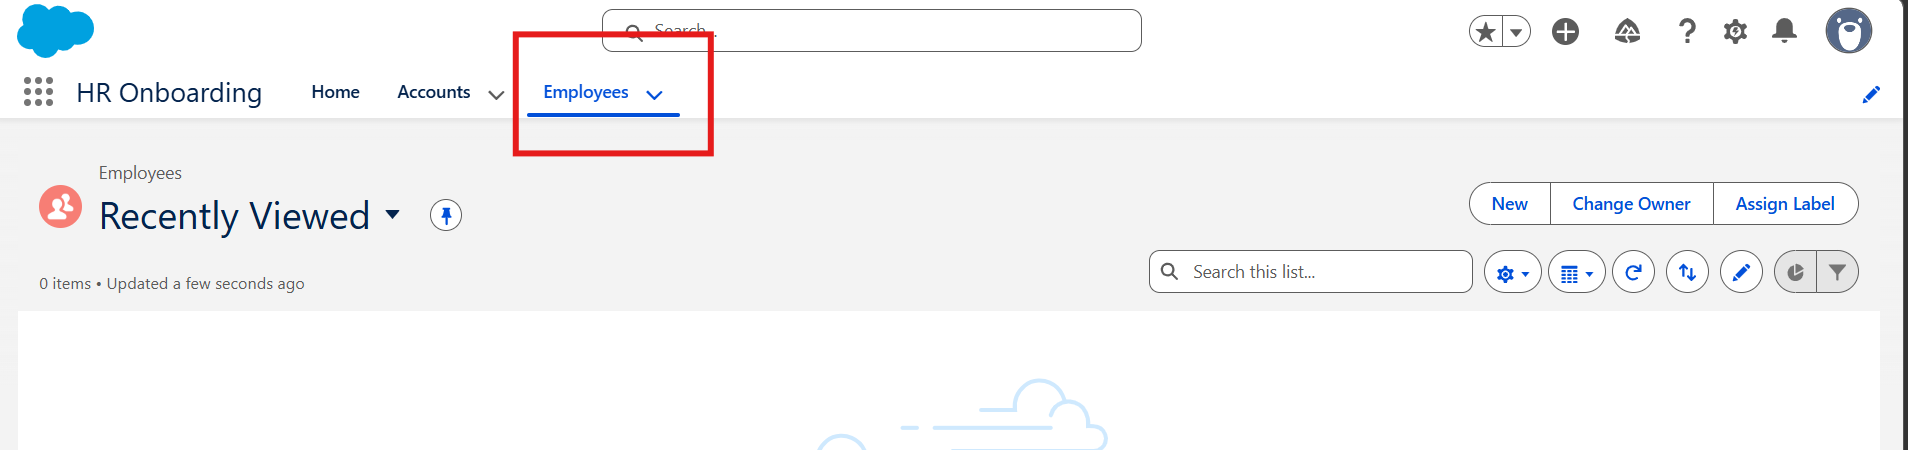 Search...
HR Onboarding Home Accounts Employees
Employees
Recently Viewed
New Change Owner Assign Label
0 items • Updated a few seconds ago
Search this list...